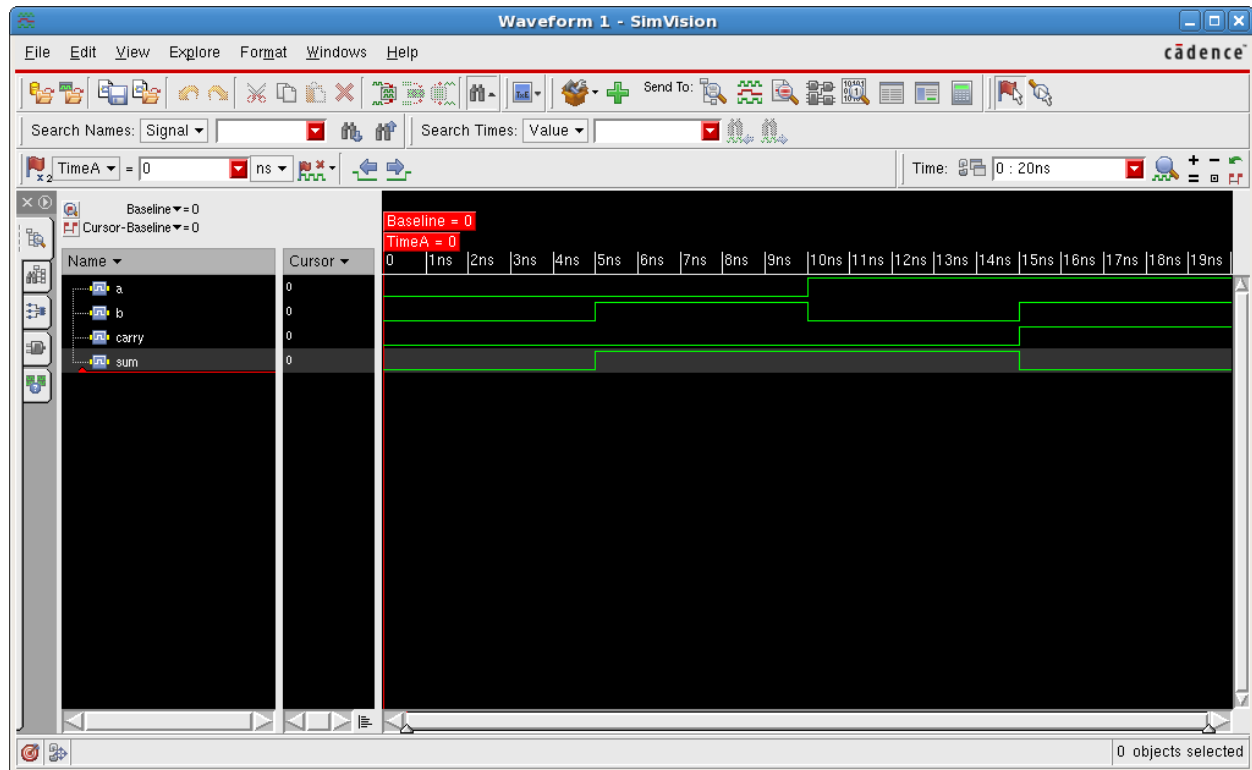 Waveform 1 - SimVision
File Edit View Explore Format Windows Help cādence
Send To:
Search Names: Signal Search Times: Value
x2 TimeA = 0 ns Time: 0 : 20ns
Baseline = 0
Cursor-Baseline = 0
Baseline = 0
TimeA = 0
Name Cursor 0 1ns 2ns 3ns 4ns 5ns 6ns 7ns 8ns 9ns 10ns 11ns 12ns 13ns 14ns 15ns 16ns 17ns 18ns 19ns
a 0
b 0
carry 0
sum 0
0 objects selected